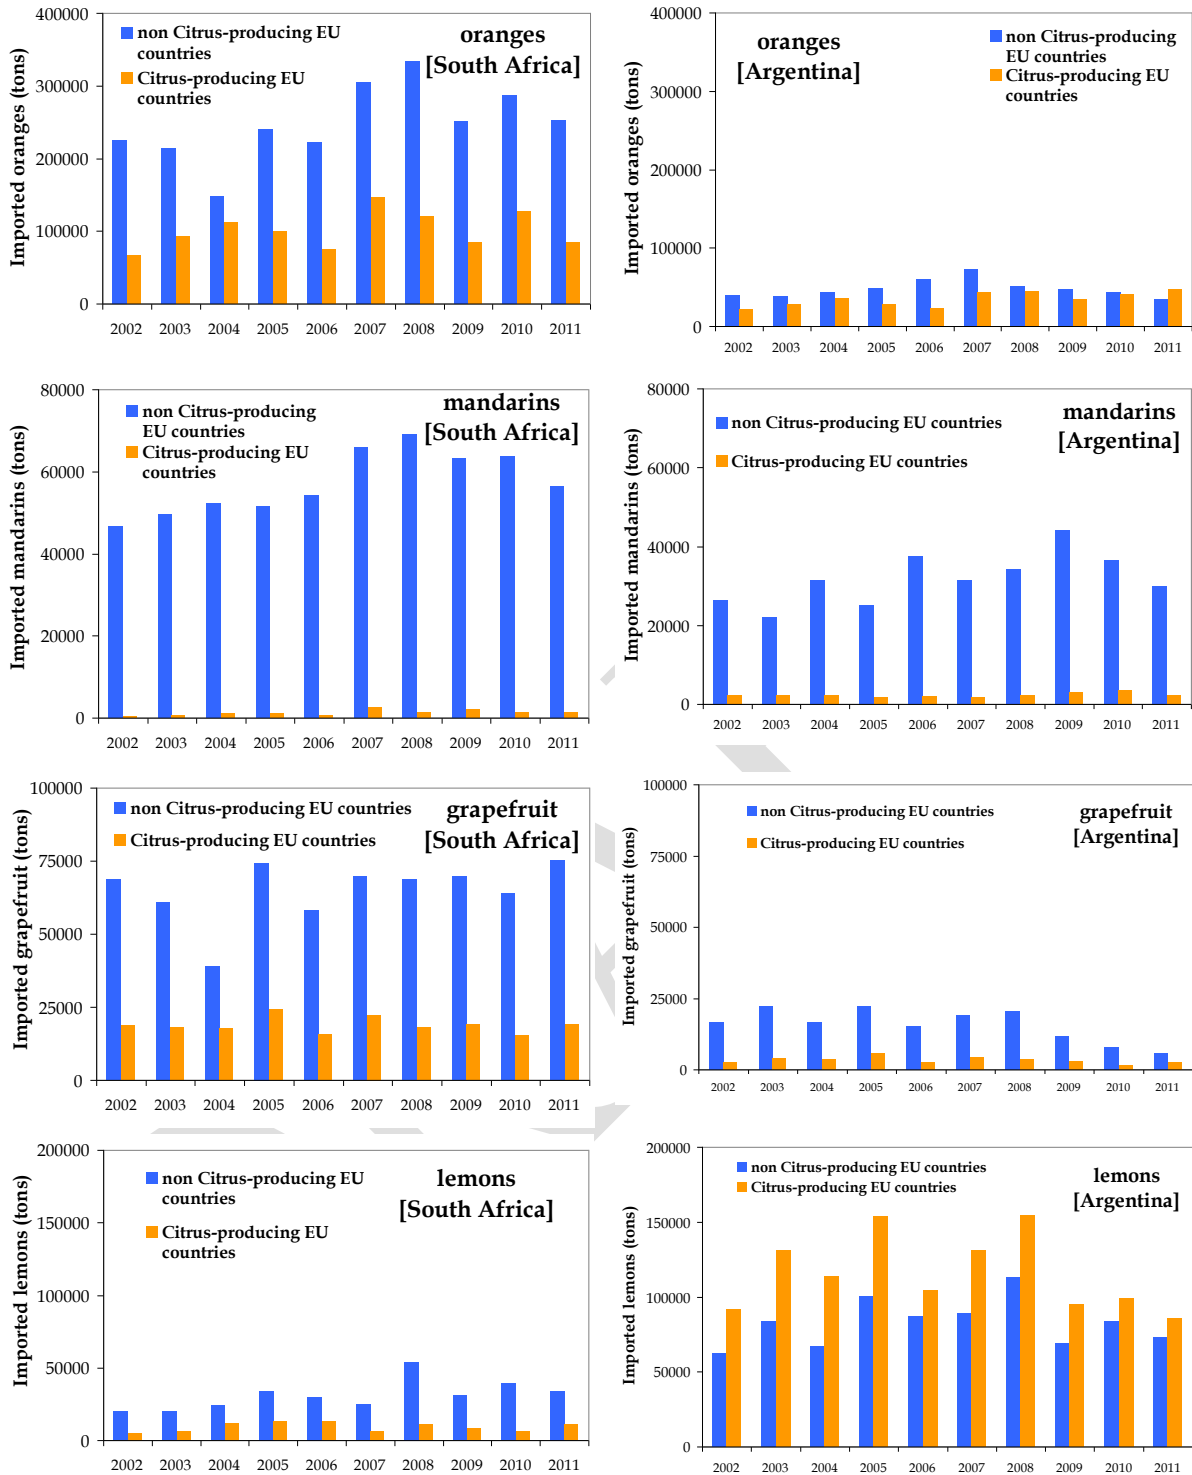 400000
300000
200000
100000
0
Imported oranges (tons)
non Citrus-producing EU
countries
Citrus-producing EU
countries
oranges
[South Africa]
2002 2003 2004 2005 2006 2007 2008 2009 2010 2011
400000
300000
200000
100000
0
Imported oranges (tons)
oranges
[Argentina]
non Citrus-producing
EU countries
Citrus-producing EU
countries
2002 2003 2004 2005 2006 2007 2008 2009 2010 2011
80000
60000
40000
20000
0
Imported mandarins (tons)
non Citrus-producing
EU countries
Citrus-producing EU
countries
mandarins
[South Africa]
2002 2003 2004 2005 2006 2007 2008 2009 2010 2011
80000
60000
40000
20000
0
Imported mandarins (tons)
non Citrus-producing EU countries
Citrus-producing EU countries
mandarins
[Argentina]
2002 2003 2004 2005 2006 2007 2008 2009 2010 2011
100000
75000
50000
25000
0
Imported grapefruit (tons)
non Citrus-producing EU countries
Citrus-producing EU countries
grapefruit
[South Africa]
2002 2003 2004 2005 2006 2007 2008 2009 2010 2011
100000
75000
50000
25000
0
Imported grapefruit (tons)
non Citrus-producing EU countries
Citrus-producing EU countries
grapefruit
[Argentina]
2002 2003 2004 2005 2006 2007 2008 2009 2010 2011
200000
150000
100000
50000
0
Imported lemons (tons)
non Citrus-producing EU
countries
Citrus-producing EU
countries
lemons
[South Africa]
2002 2003 2004 2005 2006 2007 2008 2009 2010 2011
200000
150000
100000
50000
0
Imported lemons (tons)
non Citrus-producing EU countries
Citrus-producing EU countries
lemons
[Argentina]
2002 2003 2004 2005 2006 2007 2008 2009 2010 2011